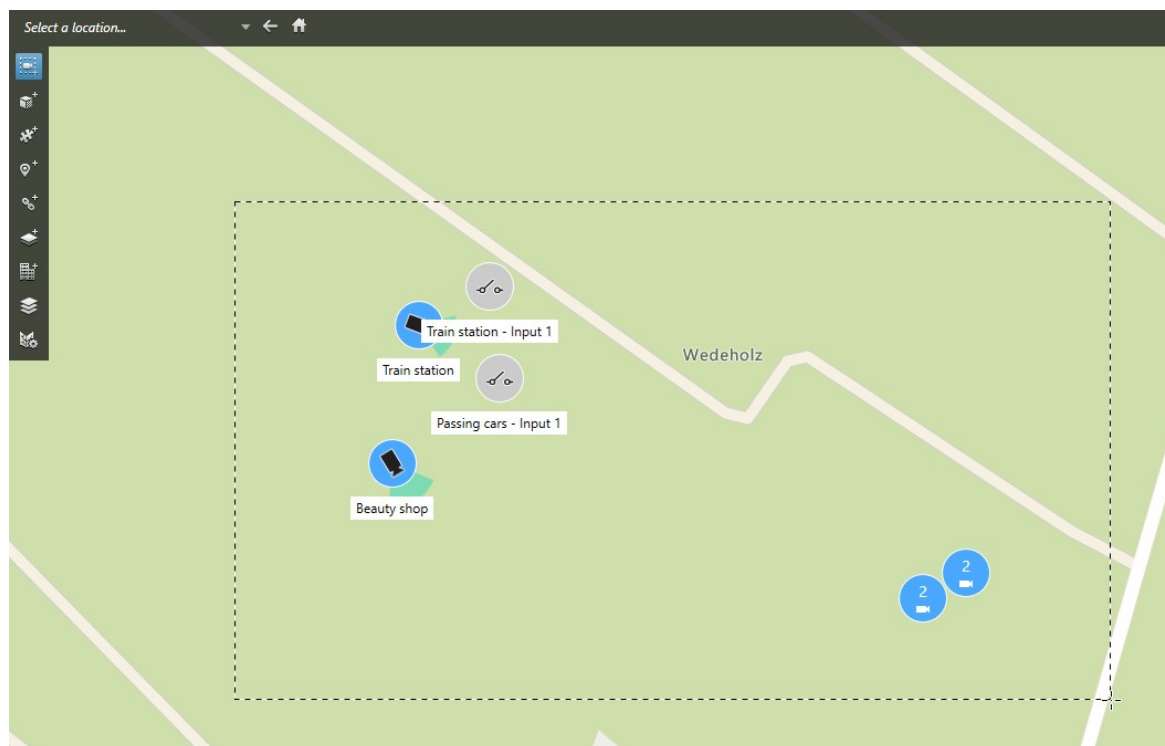 Select a location...
Train station - Input 1
Wedeholz
Train station
Passing cars - Input 1
Beauty shop
2
2